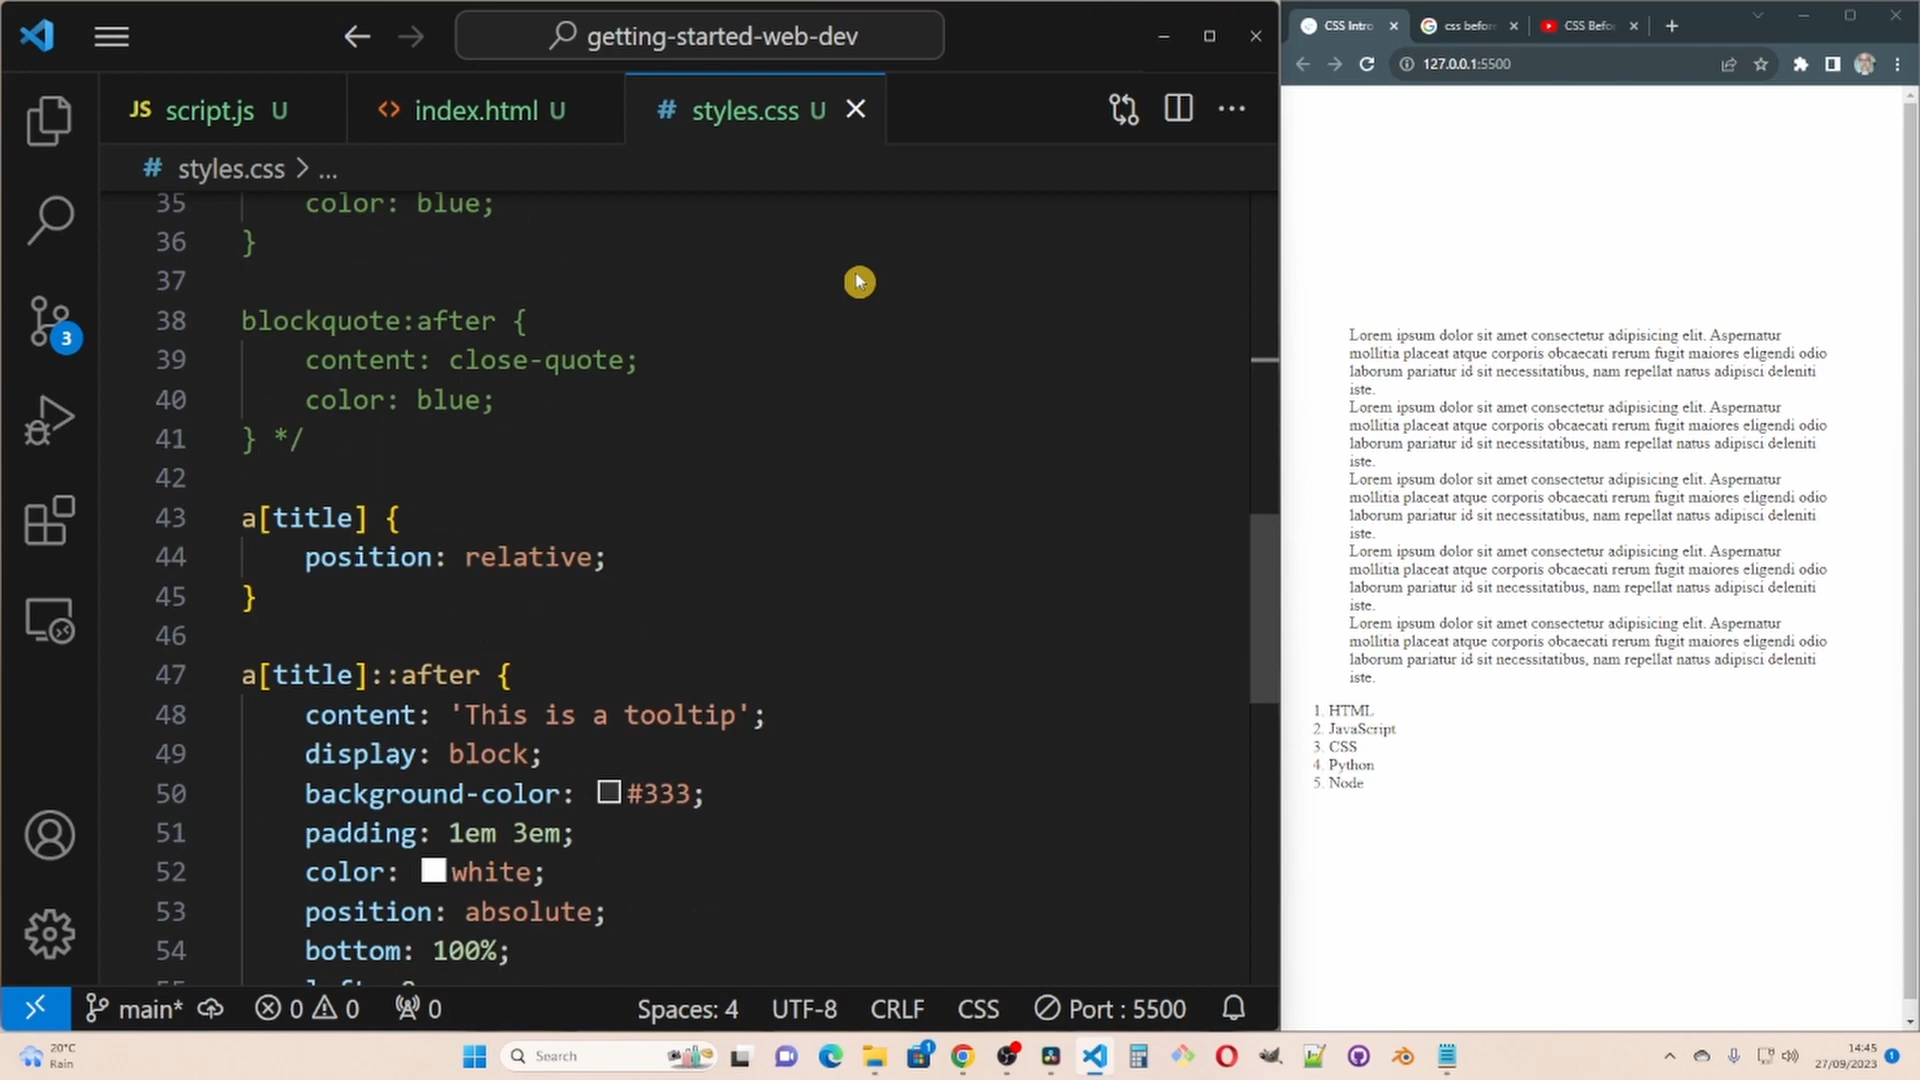 getting-started-web-dev
JS script.js U
<> index.html U
# styles.css U
# styles.css > ...
35 color: blue;
36 }
37
38 blockquote:after {
39 content: close-quote;
40 color: blue;
41 } */
42
43 a[title] {
44 position: relative;
45 }
46
47 a[title]::after {
48 content: 'This is a tooltip';
49 display: block;
50 background-color: #333;
51 padding: 1em 3em;
52 color: white;
53 position: absolute;
54 bottom: 100%;
3
main*
0
0
0
Spaces: 4
UTF-8
CRLF
CSS
Port : 5500
CSS Intro
css before
CSS Befo
127.0.0.1:5500
Lorem ipsum dolor sit amet consectetur adipisicing elit. Aspernatur
mollitia placeat atque corporis obcaecati rerum fugit maiores eligendi odio
laborum pariatur id sit necessitatibus, nam repellat natus adipisci deleniti
iste.
Lorem ipsum dolor sit amet consectetur adipisicing elit. Aspernatur
mollitia placeat atque corporis obcaecati rerum fugit maiores eligendi odio
laborum pariatur id sit necessitatibus, nam repellat natus adipisci deleniti
iste.
Lorem ipsum dolor sit amet consectetur adipisicing elit. Aspernatur
mollitia placeat atque corporis obcaecati rerum fugit maiores eligendi odio
laborum pariatur id sit necessitatibus, nam repellat natus adipisci deleniti
iste.
Lorem ipsum dolor sit amet consectetur adipisicing elit. Aspernatur
mollitia placeat atque corporis obcaecati rerum fugit maiores eligendi odio
laborum pariatur id sit necessitatibus, nam repellat natus adipisci deleniti
iste.
Lorem ipsum dolor sit amet consectetur adipisicing elit. Aspernatur
mollitia placeat atque corporis obcaecati rerum fugit maiores eligendi odio
laborum pariatur id sit necessitatibus, nam repellat natus adipisci deleniti
iste.
1. HTML
2. JavaScript
3. CSS
4. Python
5. Node
20°C
Rain
Search
1
14:45
27/09/2023
1